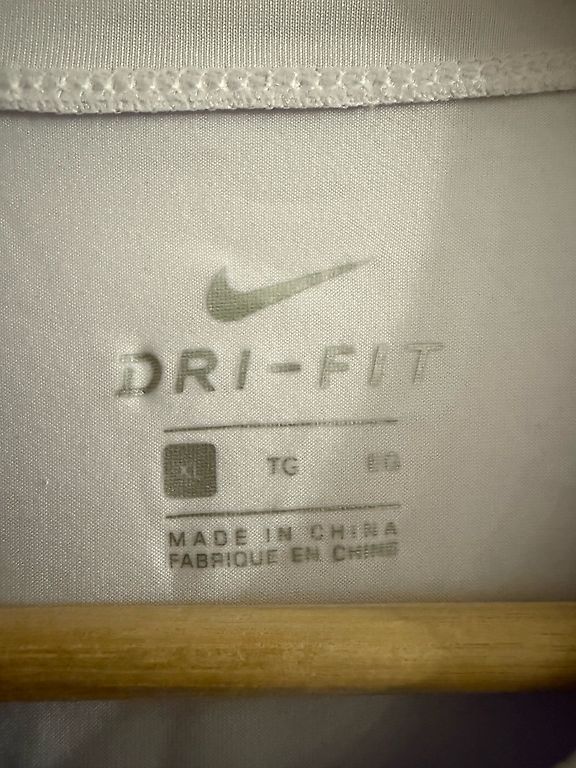 DRI-FIT
XL TG EG
MADE IN CHINA
FABRIQUE EN CHINE